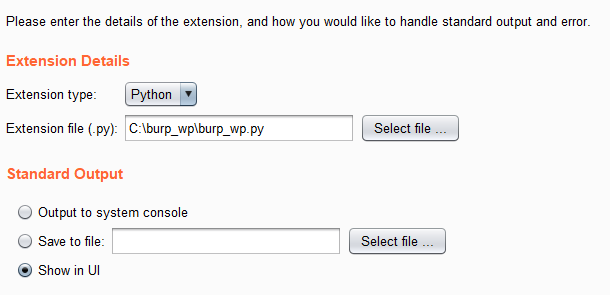 Please enter the details of the extension, and how you would like to handle standard output and error.
Extension Details
Extension type: Python
Extension file (.py): C:\burp_wp\burp_wp.py Select file ...
Standard Output
Output to system console
Save to file: Select file ...
Show in UI